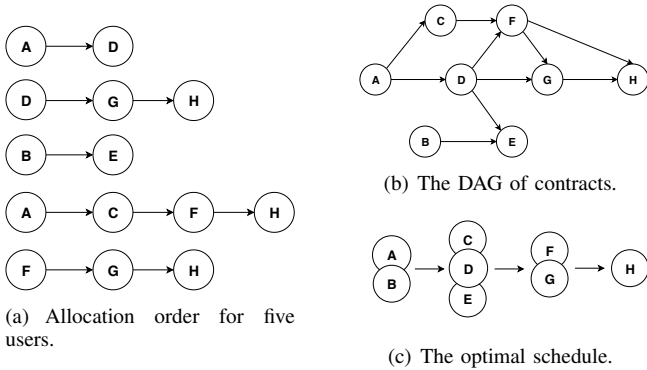 A D
D G H
B E
A C F H
F G H
(a) Allocation order for five
users.
C F
A D G H
B E
(b) The DAG of contracts.
A B
C D E
F G
H
(c) The optimal schedule.